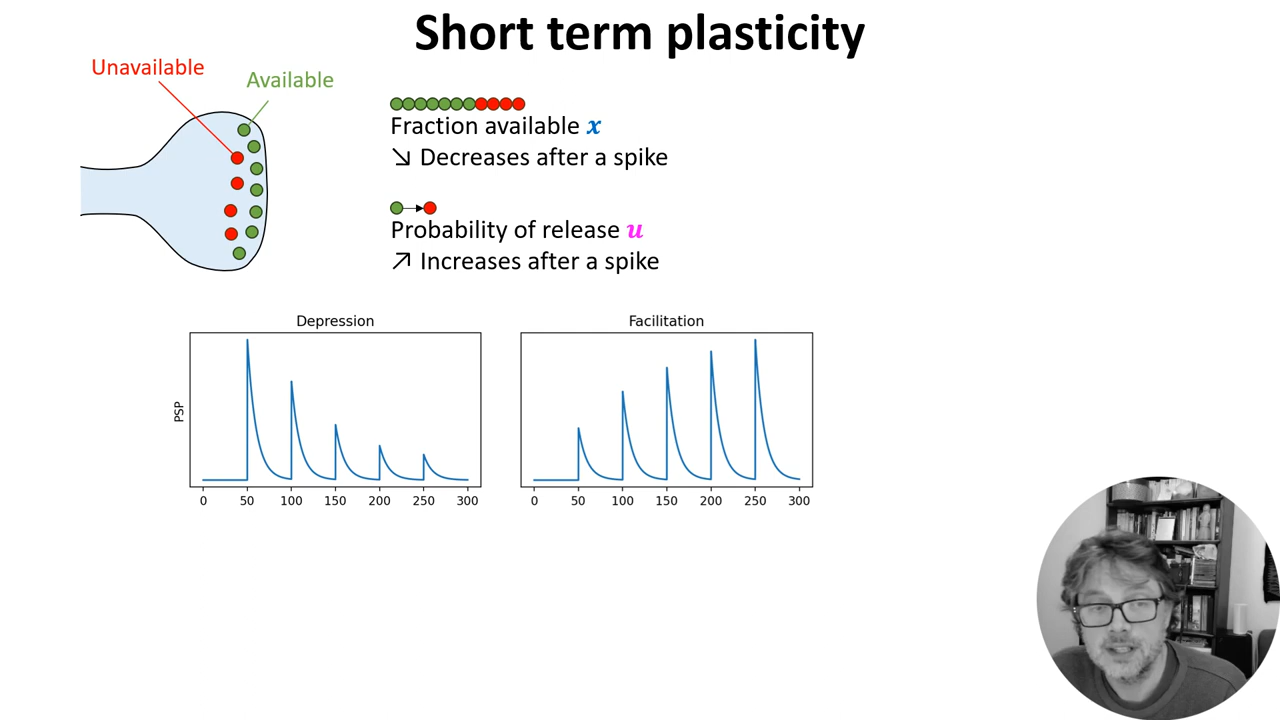 Short term plasticity
Unavailable
Available
Fraction available x
↘ Decreases after a spike
Probability of release u
↗ Increases after a spike
Depression
PSP
0 50 100 150 200 250 300
Facilitation
0 50 100 150 200 250 300